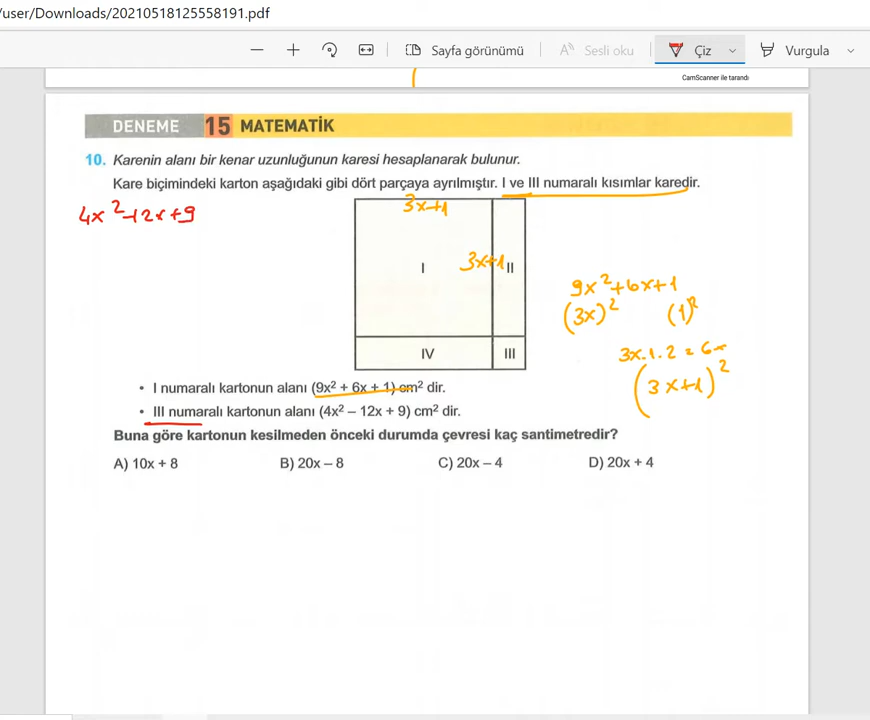 /user/Downloads/20210518125558191.pdf
Sayfa görünümü
Sesli oku
Çiz
Vurgula
CamScanner ile tarandı
DENEME 15 MATEMATİK
10. Karenin alanı bir kenar uzunluğunun karesi hesaplanarak bulunur.
Kare biçimindeki karton aşağıdaki gibi dört parçaya ayrılmıştır. I ve III numaralı kısımlar karedir.
4x² -12x+9
3x+1
3x+1
I
II
IV
III
9x²+6x+1
(3x)² (1)²
3x.1.2 = 6x
(3x+1)²
• I numaralı kartonun alanı (9x² + 6x + 1) cm² dir.
• III numaralı kartonun alanı (4x² – 12x + 9) cm² dir.
Buna göre kartonun kesilmeden önceki durumda çevresi kaç santimetredir?
A) 10x + 8 B) 20x – 8 C) 20x – 4 D) 20x + 4